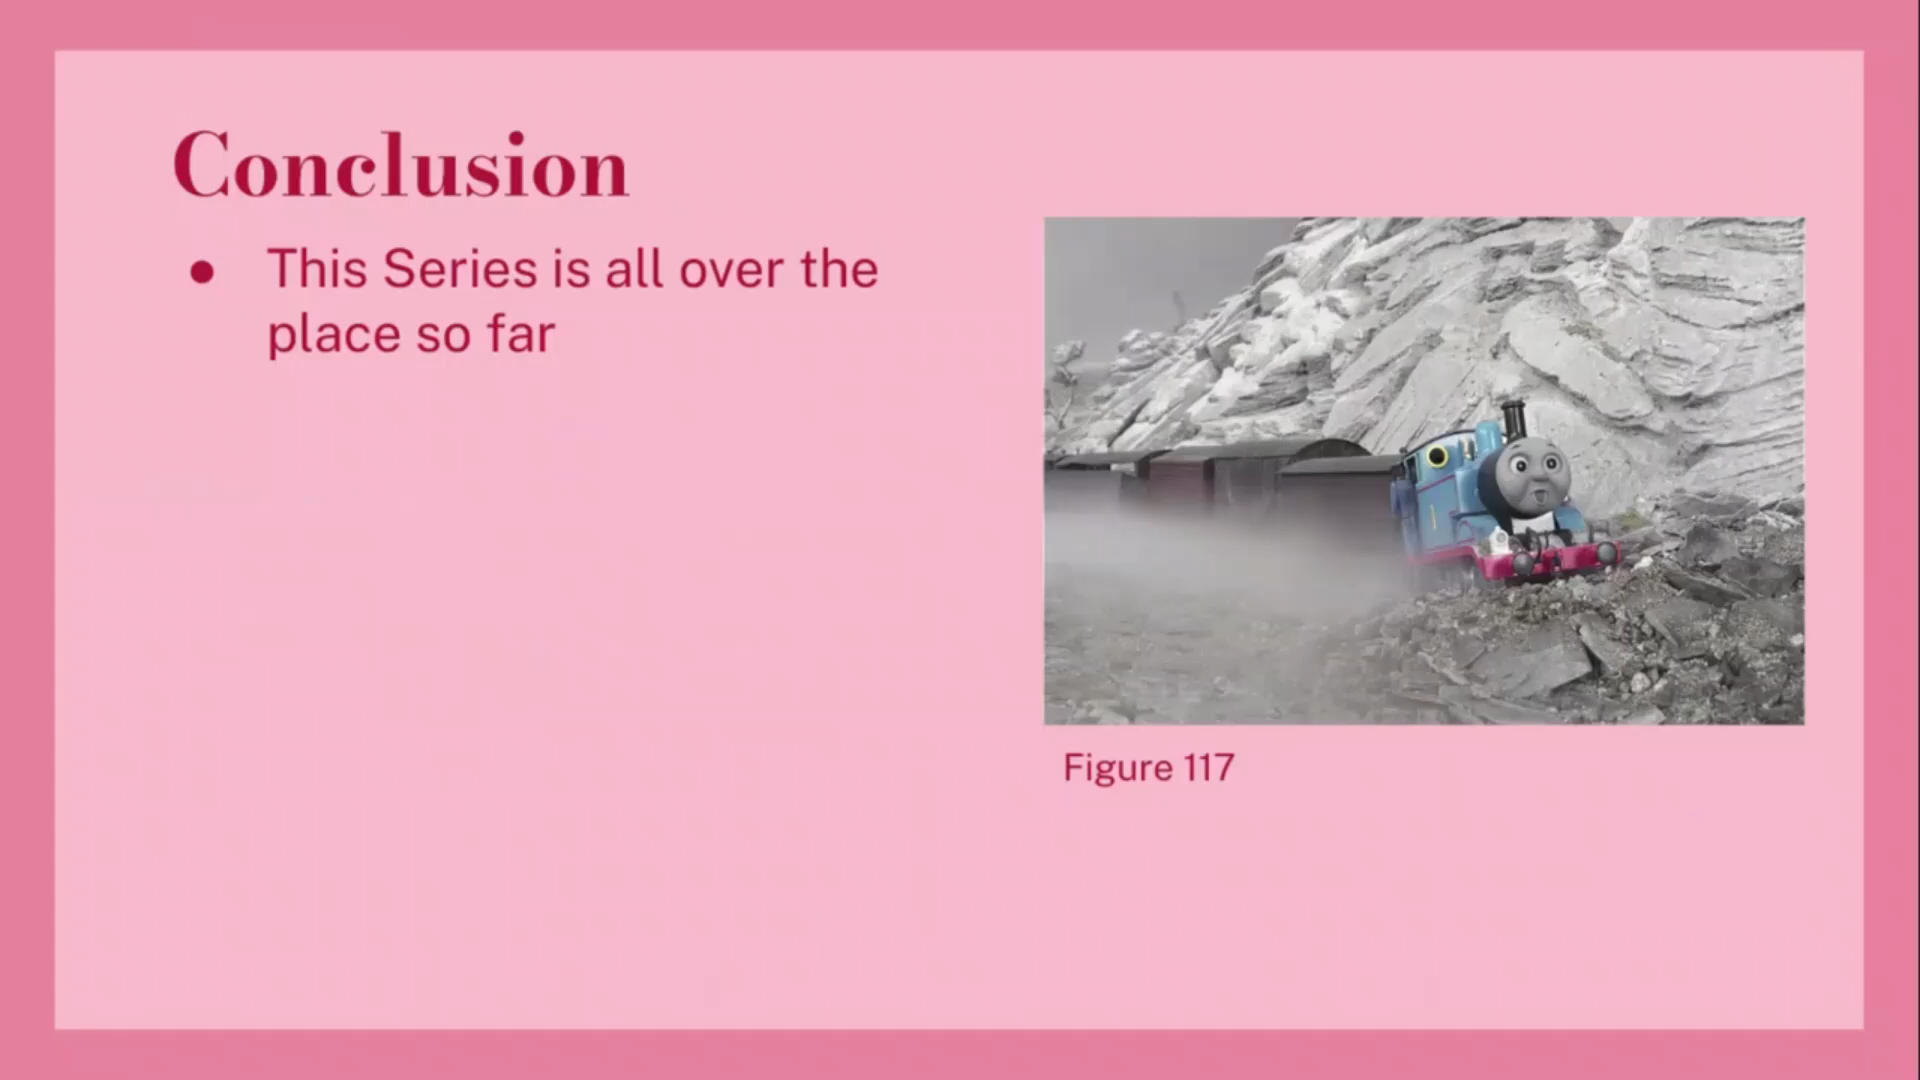 Conclusion
● This Series is all over the
place so far
Figure 117